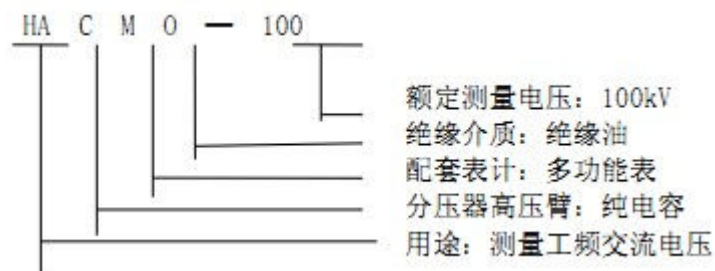 HA C M O — 100
额定测量电压：100kV
绝缘介质：绝缘油
配套表计：多功能表
分压器高压臂：纯电容
用途：测量工频交流电压